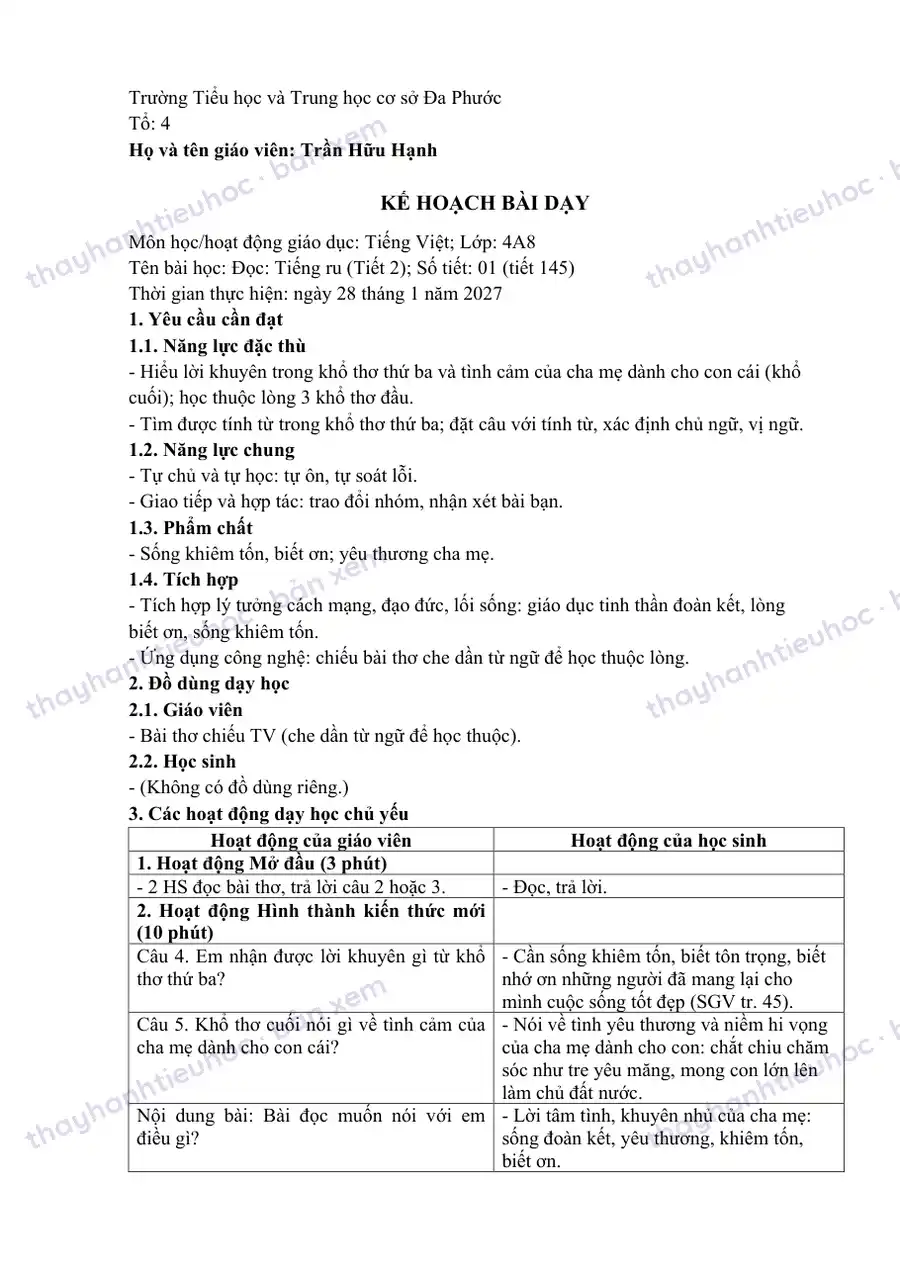 Trường Tiểu học và Trung học cơ sở Đa Phước
Tổ: 4
Họ và tên giáo viên: Trần Hữu Hạnh
KẾ HOẠCH BÀI DẠY
Môn học/hoạt động giáo dục: Tiếng Việt; Lớp: 4A8
Tên bài học: Đọc: Tiếng ru (Tiết 2); Số tiết: 01 (tiết 145)
Thời gian thực hiện: ngày 28 tháng 1 năm 2027
1. Yêu cầu cần đạt
1.1. Năng lực đặc thù
- Hiểu lời khuyên trong khổ thơ thứ ba và tình cảm của cha mẹ dành cho con cái (khổ
cuối); học thuộc lòng 3 khổ thơ đầu.
- Tìm được tính từ trong khổ thơ thứ ba; đặt câu với tính từ, xác định chủ ngữ, vị ngữ.
1.2. Năng lực chung
- Tự chủ và tự học: tự ôn, tự soát lỗi.
- Giao tiếp và hợp tác: trao đổi nhóm, nhận xét bài bạn.
1.3. Phẩm chất
- Sống khiêm tốn, biết ơn; yêu thương cha mẹ.
1.4. Tích hợp
- Tích hợp lý tưởng cách mạng, đạo đức, lối sống: giáo dục tinh thần đoàn kết, lòng
biết ơn, sống khiêm tốn.
- Ứng dụng công nghệ: chiếu bài thơ che dần từ ngữ để học thuộc lòng.
2. Đồ dùng dạy học
2.1. Giáo viên
- Bài thơ chiếu TV (che dần từ ngữ để học thuộc).
2.2. Học sinh
- (Không có đồ dùng riêng.)
3. Các hoạt động dạy học chủ yếu
Hoạt động của giáo viên
Hoạt động của học sinh
1. Hoạt động Mở đầu (3 phút)
- 2 HS đọc bài thơ, trả lời câu 2 hoặc 3.
- Đọc, trả lời.
2. Hoạt động Hình thành kiến thức mới
(10 phút)
Câu 4. Em nhận được lời khuyên gì từ khổ
thơ thứ ba?
- Cần sống khiêm tốn, biết tôn trọng, biết
nhớ ơn những người đã mang lại cho
mình cuộc sống tốt đẹp (SGV tr. 45).
Câu 5. Khổ thơ cuối nói gì về tình cảm của
cha mẹ dành cho con cái?
- Nói về tình yêu thương và niềm hi vọng
của cha mẹ dành cho con: chắt chiu chăm
sóc như tre yêu măng, mong con lớn lên
làm chủ đất nước.
Nội dung bài: Bài đọc muốn nói với em
điều gì?
- Lời tâm tình, khuyên nhủ của cha mẹ:
sống đoàn kết, yêu thương, khiêm tốn,
biết ơn.
thayhanhtieuhoc · bản xem
thayhanhtieuhoc · b
thayhanhtieuhoc · bản xem
thayhanhtieuhoc · b
thayhanhtieuhoc · bản xem
thayhanhtieuhoc · b